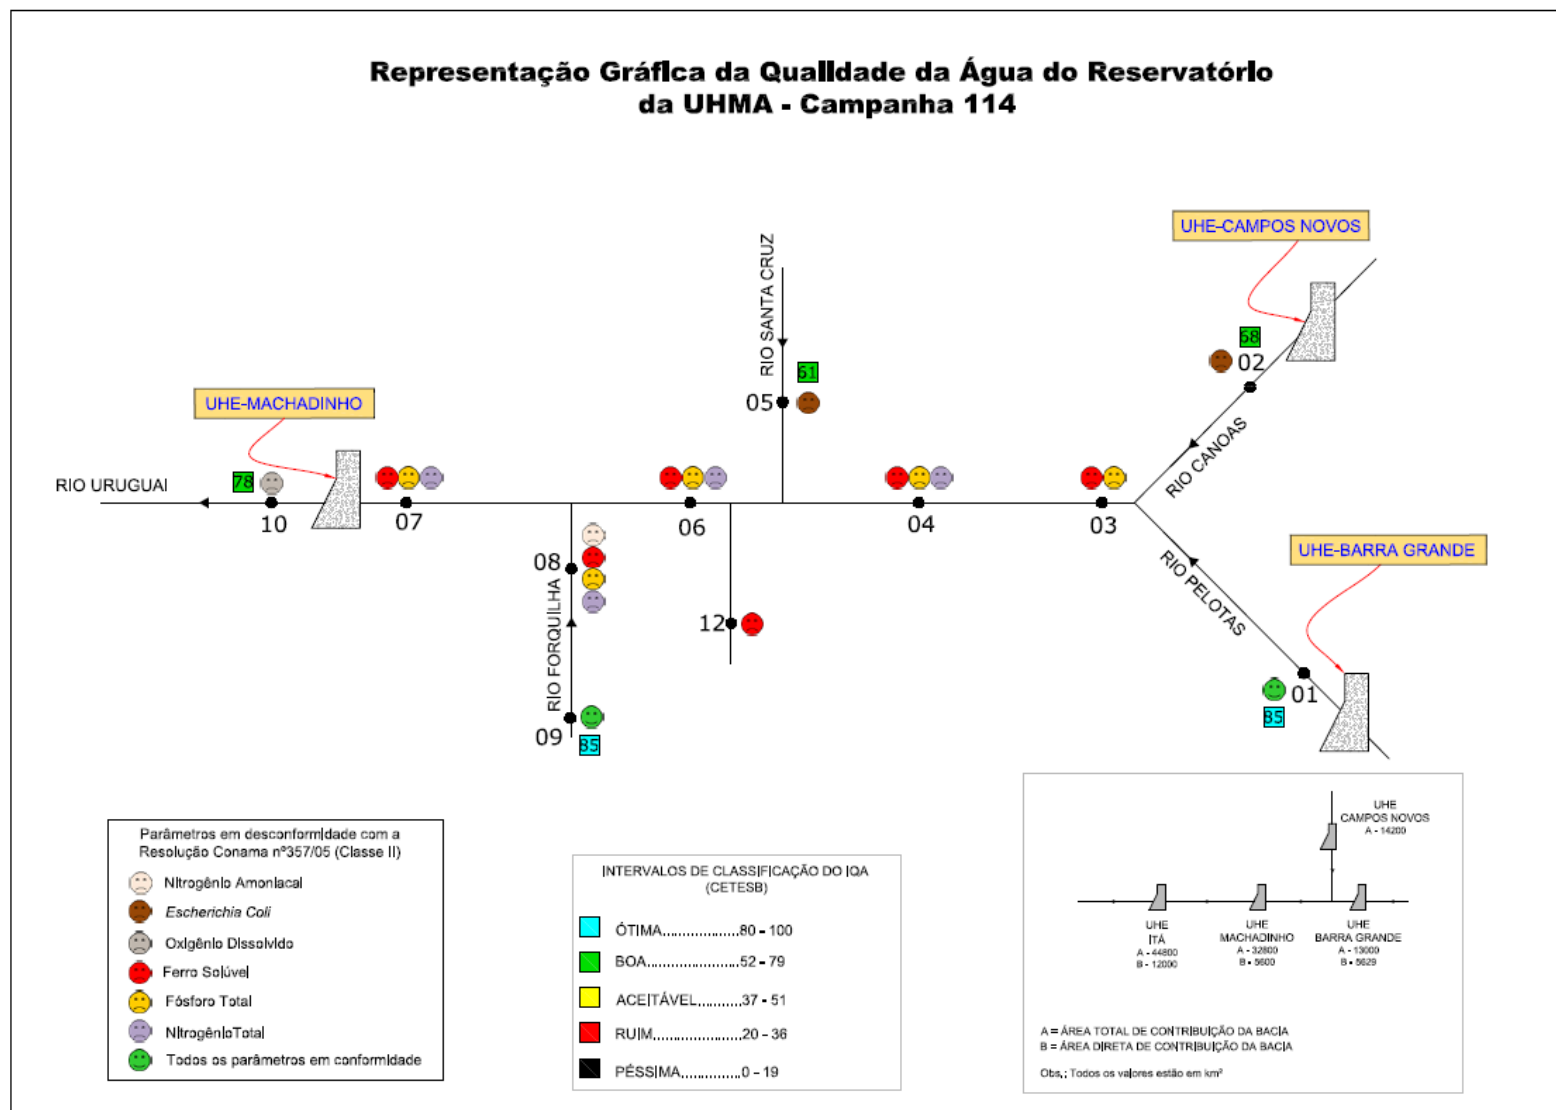 Representação Gráfica da Qualidade da Água do Reservatório
da UHMA - Campanha 114
UHE-CAMPOS NOVOS
RIO SANTA CRUZ
68
02
61
05
UHE-MACHADINHO
RIO CANOAS
RIO URUGUAI
78
10
07
06
04
03
UHE-BARRA GRANDE
08
RIO FORQUILHA
12
RIO PELOTAS
01
85
09
85
Parâmetros em desconformidade com a
Resolução Conama nº357/05 (Classe II)
Nitrogênio Amoniacal
Escherichia Coli
Oxigênio Dissolvido
Ferro Solúvel
Fósforo Total
NitrogênioTotal
Todos os parâmetros em conformidade
INTERVALOS DE CLASSIFICAÇÃO DO IQA
(CETESB)
ÓTIMA..............80 - 100
BOA.................52 - 79
ACEITÁVEL..........37 - 51
RUIM.................20 - 36
PÉSSIMA.............0 - 19
UHE
CAMPOS NOVOS
A - 14200
UHE
ITÁ
A - 44800
B - 12000
UHE
MACHADINHO
A - 32800
B - 5600
UHE
BARRA GRANDE
A - 13000
B - 5629
A = ÁREA TOTAL DE CONTRIBUIÇÃO DA BACIA
B = ÁREA DIRETA DE CONTRIBUIÇÃO DA BACIA
Obs.: Todos os valores estão em km²